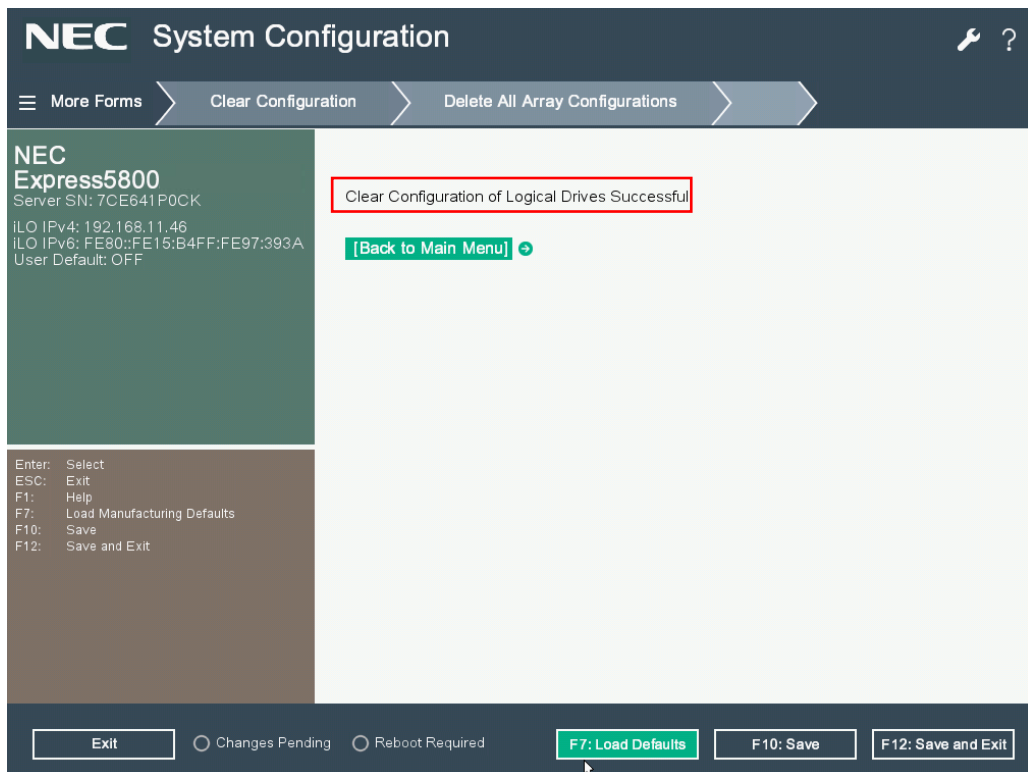 NEC System Configuration
?
More Forms
Clear Configuration
Delete All Array Configurations
NEC
Express5800
Server SN: 7CE641P0CK
iLO IPv4: 192.168.11.46
iLO IPv6: FE80::FE15:B4FF:FE97:393A
User Default: OFF
Clear Configuration of Logical Drives Successful
[Back to Main Menu]
Enter: Select
ESC: Exit
F1: Help
F7: Load Manufacturing Defaults
F10: Save
F12: Save and Exit
Exit
Changes Pending
Reboot Required
F7: Load Defaults
F10: Save
F12: Save and Exit